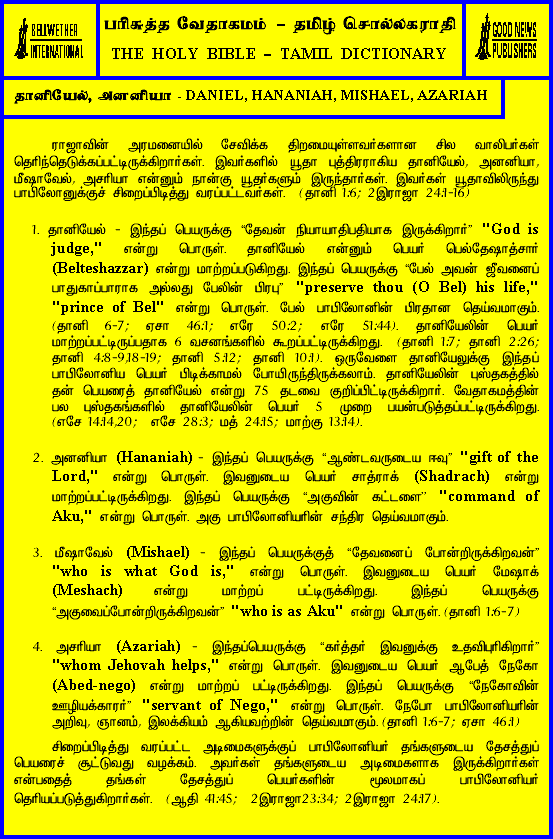 BELLWETHER
INTERNATIONAL
பரிசுத்த வேதாகமம் – தமிழ் சொல்லகராதி
THE HOLY BIBLE – TAMIL DICTIONARY
GOOD NEWS
PUBLISHERS
தானியேல், அனனியா - DANIEL, HANANIAH, MISHAEL, AZARIAH
ராஜாவின் அரமனையில் சேவிக்க திறமையுள்ளவர்களான சில வாலிபர்கள்
தெரிந்தெடுக்கப்பட்டிருக்கிறார்கள். இவர்களில் யூதா புத்திரராகிய தானியேல், அனனியா,
மீஷாவேல், அசரியா என்னும் நான்கு யூதர்களும் இருந்தார்கள். இவர்கள் யூதாவிலிருந்து
பாபிலோனுக்குச் சிறைப்பிடித்து வரப்பட்டவர்கள். (தானி 1:6; 2இராஜா 24:1-16)
1. தானியேல் - இந்தப் பெயருக்கு “தேவன் நியாயாதிபதியாக இருக்கிறார்” "God is
judge," என்று பொருள். தானியேல் என்னும் பெயர் பெல்தேஷாத்சார்
(Belteshazzar) என்று மாற்றப்படுகிறது. இந்தப் பெயருக்கு “பேல் அவன் ஜீவனைப்
பாதுகாப்பாராக அல்லது பேலின் பிரபு” "preserve thou (O Bel) his life,"
"prince of Bel" என்று பொருள். பேல் பாபிலோனின் பிரதான தெய்வமாகும்.
(தானி 6-7; ஏசா 46:1; எரே 50:2; எரே 51:44). தானியேலின் பெயர்
மாற்றப்பட்டிருப்பதாக 6 வசனங்களில் கூறப்பட்டிருக்கிறது. (தானி 1:7; தானி 2:26;
தானி 4:8-9,18-19; தானி 5:12; தானி 10:1). ஒருவேளை தானியேலுக்கு இந்தப்
பாபிலோனிய பெயர் பிடிக்காமல் போயிருந்திருக்கலாம். தானியேலின் புஸ்தகத்தில்
தன் பெயரைத் தானியேல் என்று 75 தடவை குறிப்பிட்டிருக்கிறார். வேதாகமத்தின்
பல புஸ்தகங்களில் தானியேலின் பெயர் 5 முறை பயன்படுத்தப்பட்டிருக்கிறது.
(எசே 14:14,20; எசே 28:3; மத் 24:15; மாற்கு 13:14).
2. அனனியா (Hananiah) - இந்தப் பெயருக்கு “ஆண்டவருடைய ஈவு” "gift of the
Lord," என்று பொருள். இவனுடைய பெயர் சாத்ராக் (Shadrach) என்று
மாற்றப்பட்டிருக்கிறது. இந்தப் பெயருக்கு “அகுவின் கட்டளை” "command of
Aku," என்று பொருள். அகு பாபிலோனியரின் சந்திர தெய்வமாகும்.
3. மீஷாவேல் (Mishael) - இந்தப் பெயருக்குத் “தேவனைப் போன்றிருக்கிறவன்”
"who is what God is," என்று பொருள். இவனுடைய பெயர் மேஷாக்
(Meshach) என்று மாற்றப் பட்டிருக்கிறது. இந்தப் பெயருக்கு
“அகுவைப்போன்றிருக்கிறவன்” "who is as Aku" என்று பொருள். (தானி 1:6-7)
4. அசரியா (Azariah) - இந்தப்பெயருக்கு “கர்த்தர் இவனுக்கு உதவிபுரிகிறார்”
"whom Jehovah helps," என்று பொருள். இவனுடைய பெயர் ஆபேத் நேகோ
(Abed-nego) என்று மாற்றப் பட்டிருக்கிறது. இந்தப் பெயருக்கு “நேகோவின்
ஊழியக்காரர்” "servant of Nego," என்று பொருள். நேபோ பாபிலோனியரின்
அறிவு, ஞானம், இலக்கியம் ஆகியவற்றின் தெய்வமாகும். (தானி 1:6-7; ஏசா 46:1)
சிறைப்பிடித்து வரப்பட்ட அடிமைகளுக்குப் பாபிலோனியர் தங்களுடைய தேசத்துப்
பெயரைச் சூட்டுவது வழக்கம். அவர்கள் தங்களுடைய அடிமைகளாக இருக்கிறார்கள்
என்பதைத் தங்கள் தேசத்துப் பெயர்களின் மூலமாகப் பாபிலோனியர்
தெரியப்படுத்துகிறார்கள். (ஆதி 41:45; 2இராஜா23:34; 2இராஜா 24:17).